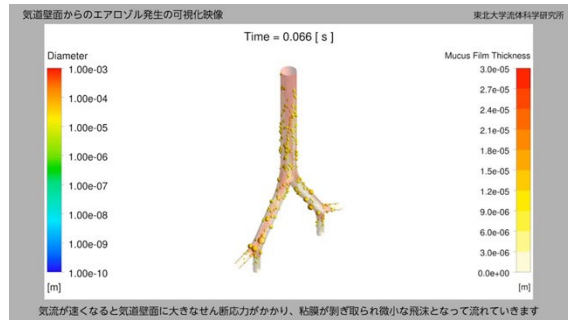 気道壁面からのエアロゾル発生の可視化映像
東北大学流体科学研究所
Time = 0.066 [ s ]
Diameter
1.00e-03
1.00e-04
1.00e-05
1.00e-06
1.00e-07
1.00e-08
1.00e-09
1.00e-10
[m]
Mucus Film Thickness
3.0e-05
2.7e-05
2.4e-05
2.1e-05
1.8e-05
1.5e-05
1.2e-05
9.0e-06
6.0e-06
3.0e-06
0.0e+00
[m]
気流が速くなると気道壁面に大きなせん断応力がかかり、粘膜が剥ぎ取られ微小な飛沫となって流れていきます